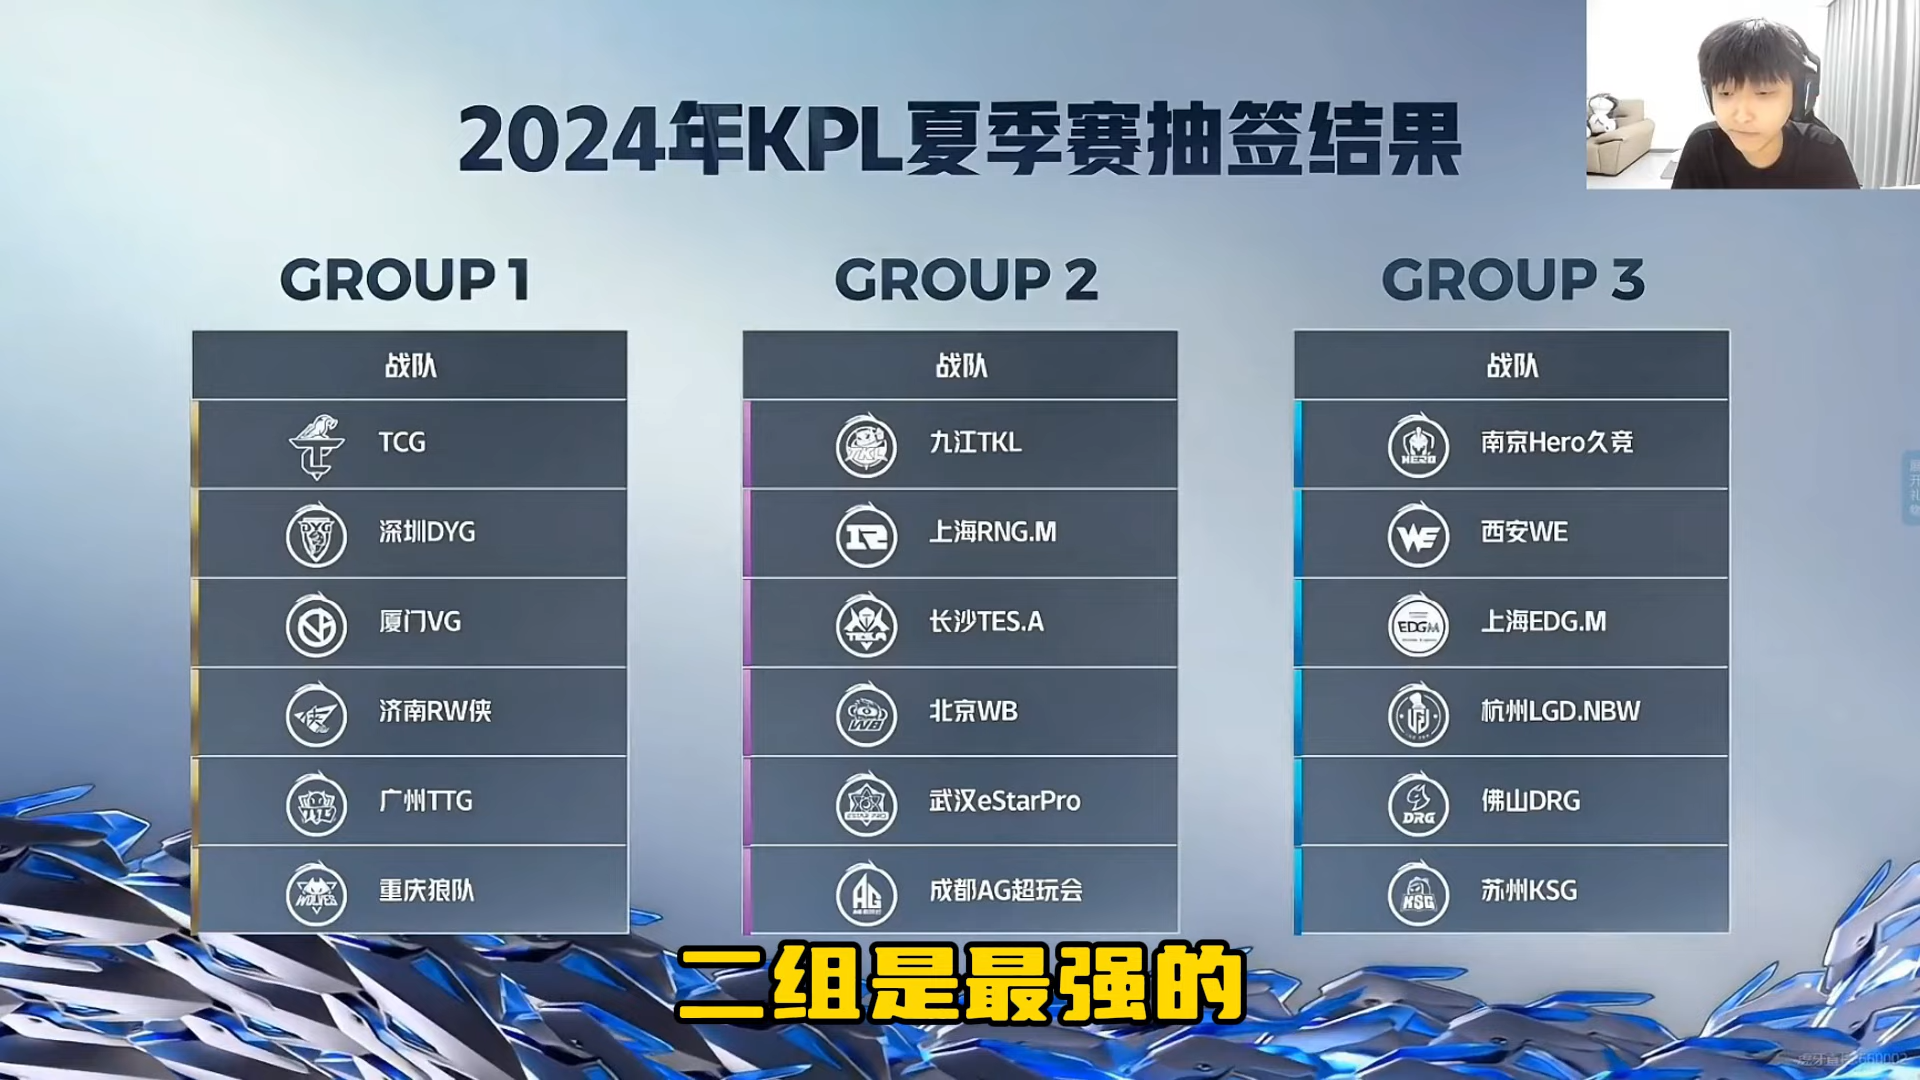 2024年KPL夏季赛抽签结果
GROUP 1
战队
TCG
深圳DYG
厦门VG
济南RW侠
广州TTG
重庆狼队
GROUP 2
战队
九江TKL
上海RNG.M
长沙TES.A
北京WB
武汉eStarPro
成都AG超玩会
GROUP 3
战队
南京Hero久竞
西安WE
上海EDG.M
杭州LGD.NBW
佛山DRG
苏州KSG
二组是最强的